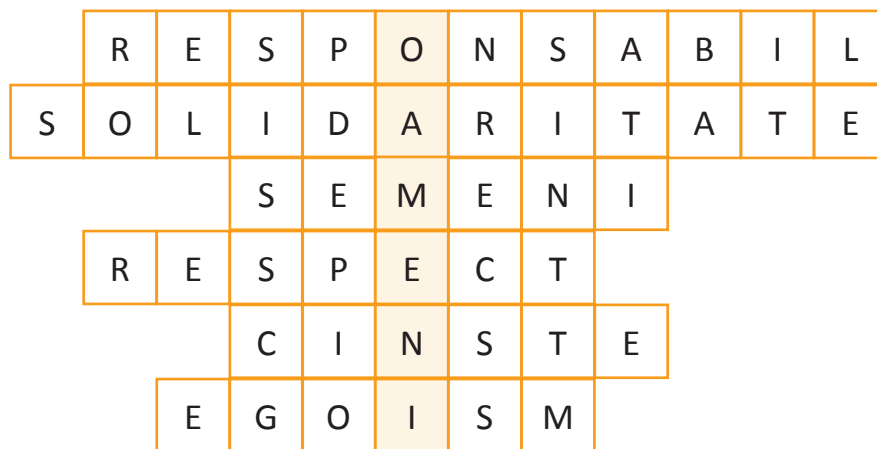 RESPONSABIL
SOLIDARITATE
SEMENI
RESPECT
CINSTE
EGOISM